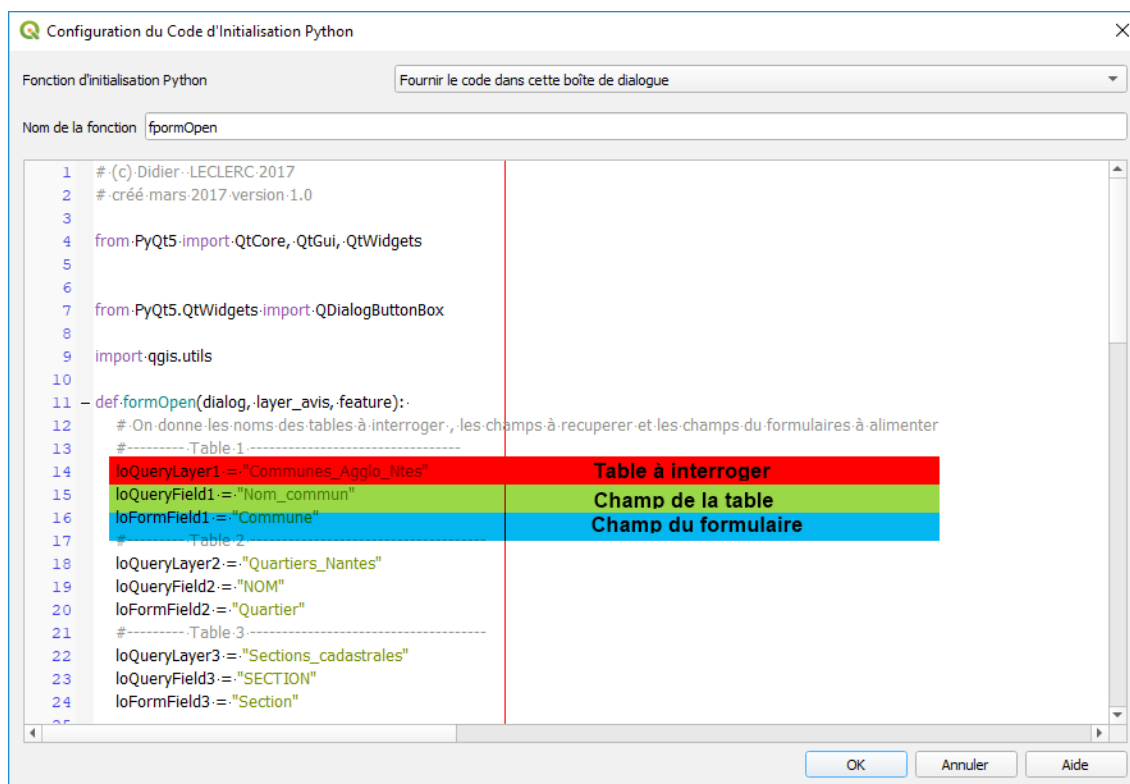 Configuration du Code d'Initialisation Python
Fonction d'initialisation Python Fournir le code dans cette boîte de dialogue
Nom de la fonction fpormOpen
1 # (c) Didier  LECLERC 2017
2 # créé mars 2017 version 1.0
3
4 from PyQt5 import QtCore, QtGui, QtWidgets
5
6
7 from PyQt5.QtWidgets import QDialogButtonBox
8
9 import qgis.utils
10
11 def formOpen(dialog, layer_avis, feature):
12 # On donne les noms des tables à interroger , les champs à recuperer et les champs du formulaires à alimenter
13 #--------- Table 1 -----------------------------------
14 loQueryLayer1 = "Communes_Agglo_Ntes" Table à interroger
15 loQueryField1 = "Nom_commun" Champ de la table
16 loFormField1 = "Commune" Champ du formulaire
17 #--------- Table 2 -----------------------------------
18 loQueryLayer2 = "Quartiers_Nantes"
19 loQueryField2 = "NOM"
20 loFormField2 = "Quartier"
21 #--------- Table 3 -----------------------------------
22 loQueryLayer3 = "Sections_cadastrales"
23 loQueryField3 = "SECTION"
24 loFormField3 = "Section"
OK Annuler Aide